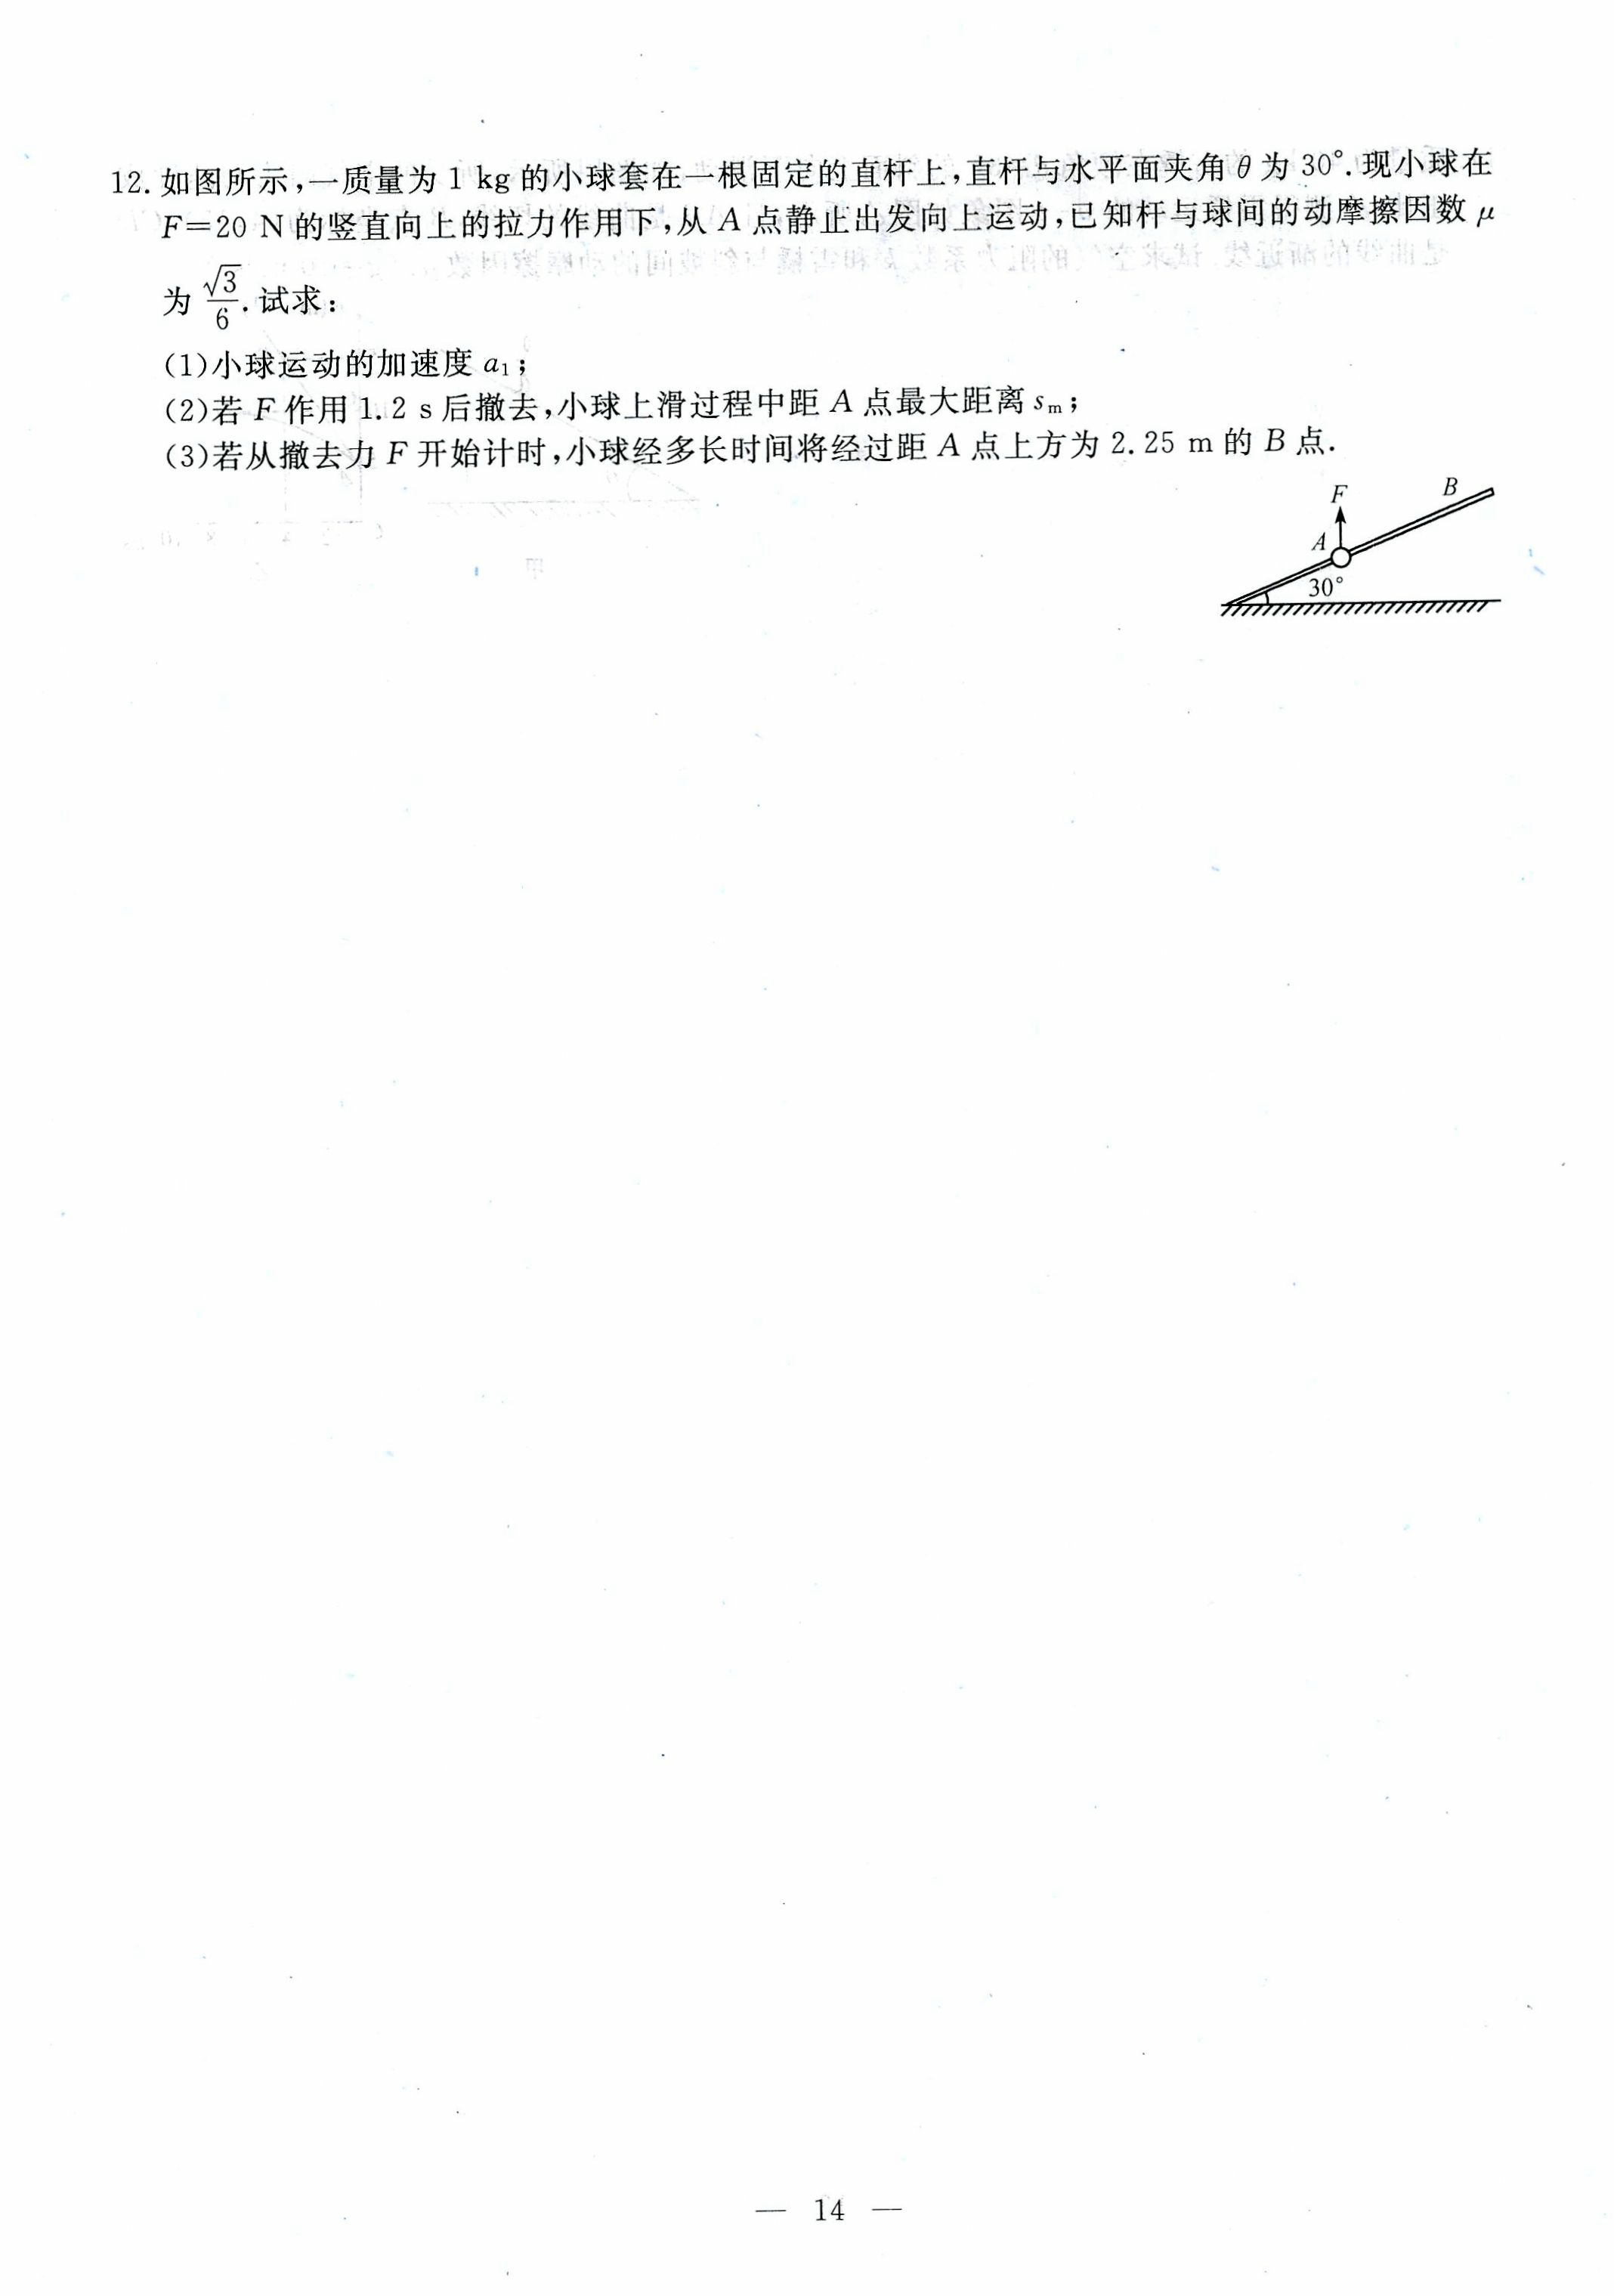 12. 如图所示,一质量为 1 kg 的小球套在一根固定的直杆上,直杆与水平面夹角 θ 为 30°.现小球在
F=20 N 的竖直向上的拉力作用下,从 A 点静止出发向上运动,已知杆与球间的动摩擦因数 μ
为 √3/6.试求:
(1)小球运动的加速度 a₁;
(2)若 F 作用 1.2 s 后撤去,小球上滑过程中距 A 点最大距离 sₘ;
(3)若从撤去力 F 开始计时,小球经多长时间将经过距 A 点上方为 2.25 m 的 B 点.
F
B
A
30°
— 14 —